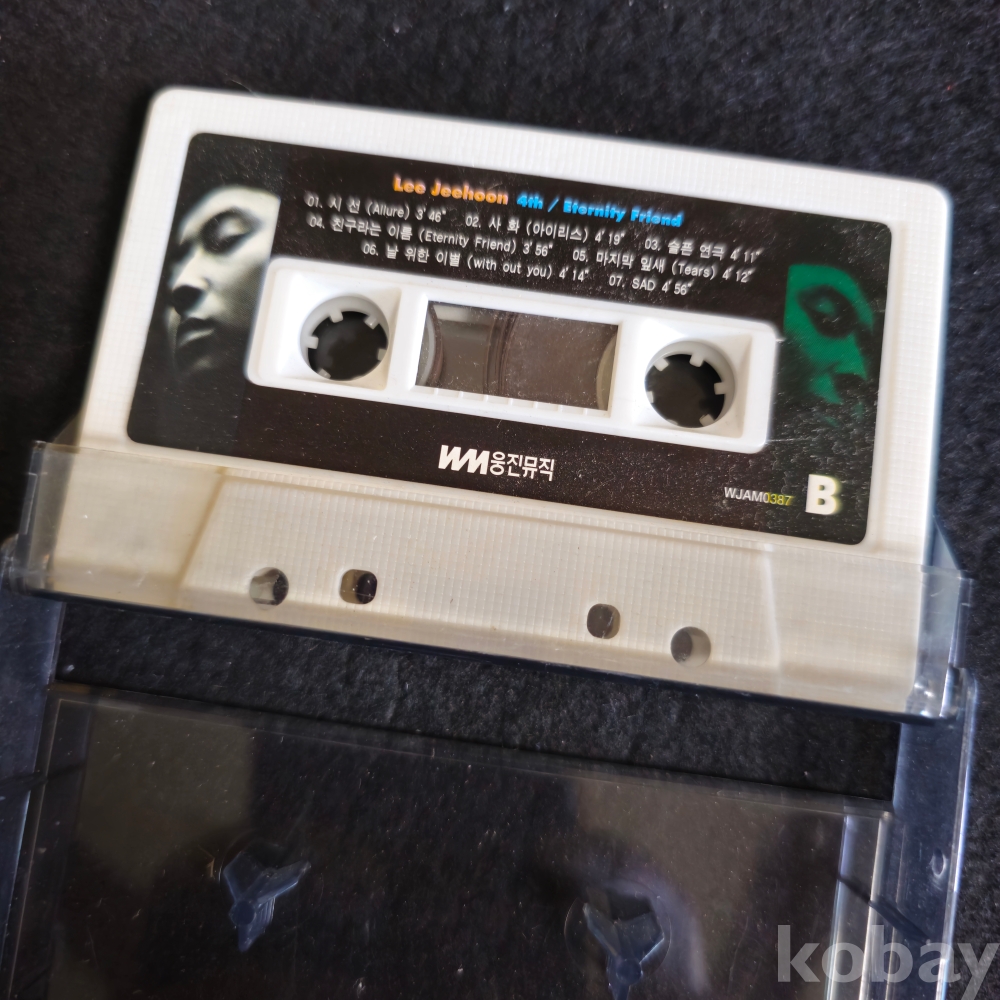 Lee Jeehoon 4th / Eternity Friend
01. 시 선 (Allure) 3'46" 02. 사 화 (아이리스) 4'19" 03. 슬픈 연극 4'11"
04. 친구라는 이름 (Eternity Friend) 3'56" 05. 마지막 잎새 (Tears) 4'12"
06. 날 위한 이별 (with out you) 4'14" 07. SAD 4'56"
WM웅진뮤직
WJAM0387 B
kobay